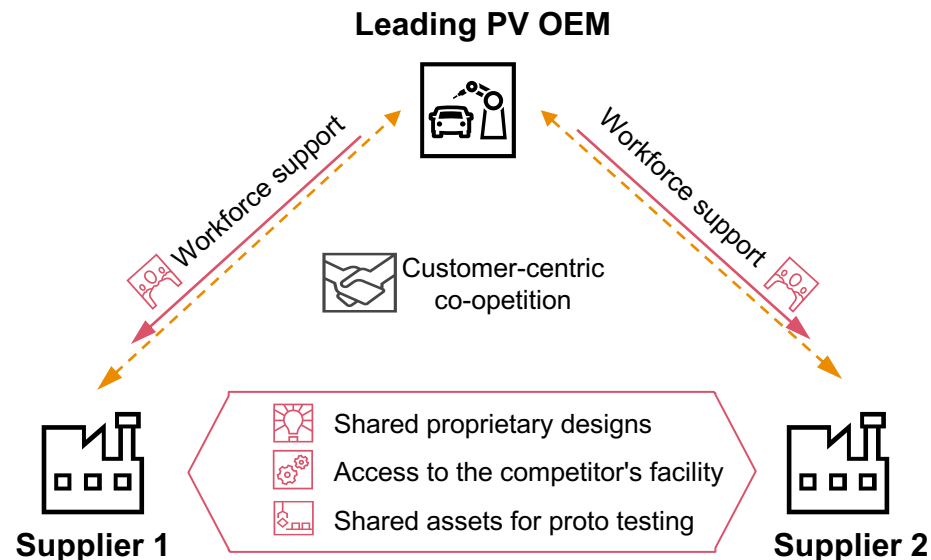 Leading PV OEM
Workforce support
Workforce support
Customer-centric
co-opetition
Shared proprietary designs
Access to the competitor's facility
Shared assets for proto testing
Supplier 1
Supplier 2